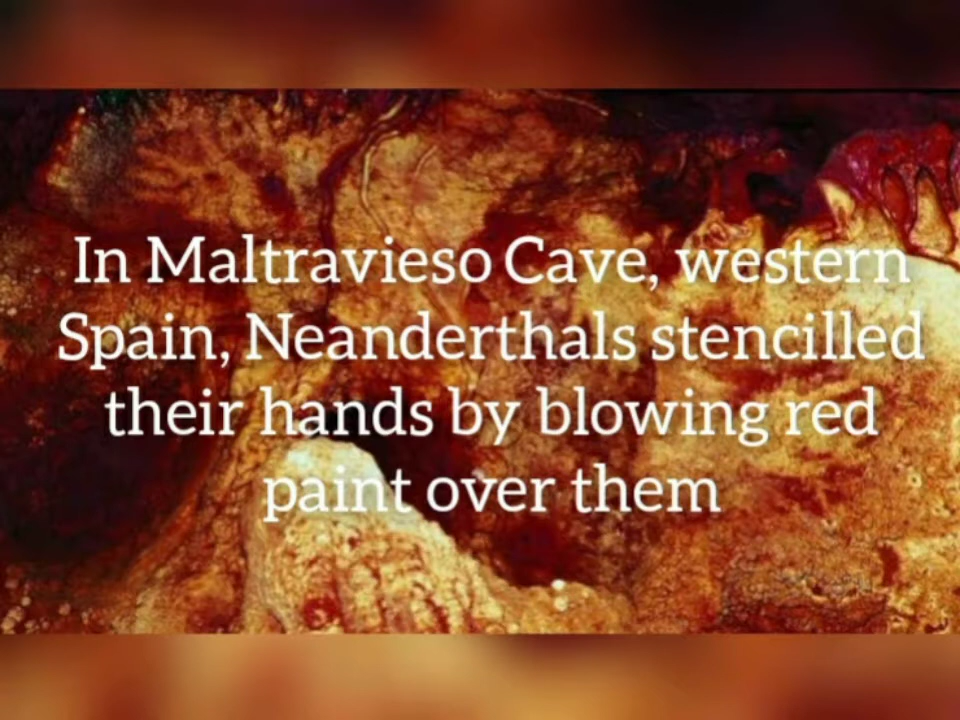 In Maltravieso Cave, western
Spain, Neanderthals stencilled
their hands by blowing red
paint over them